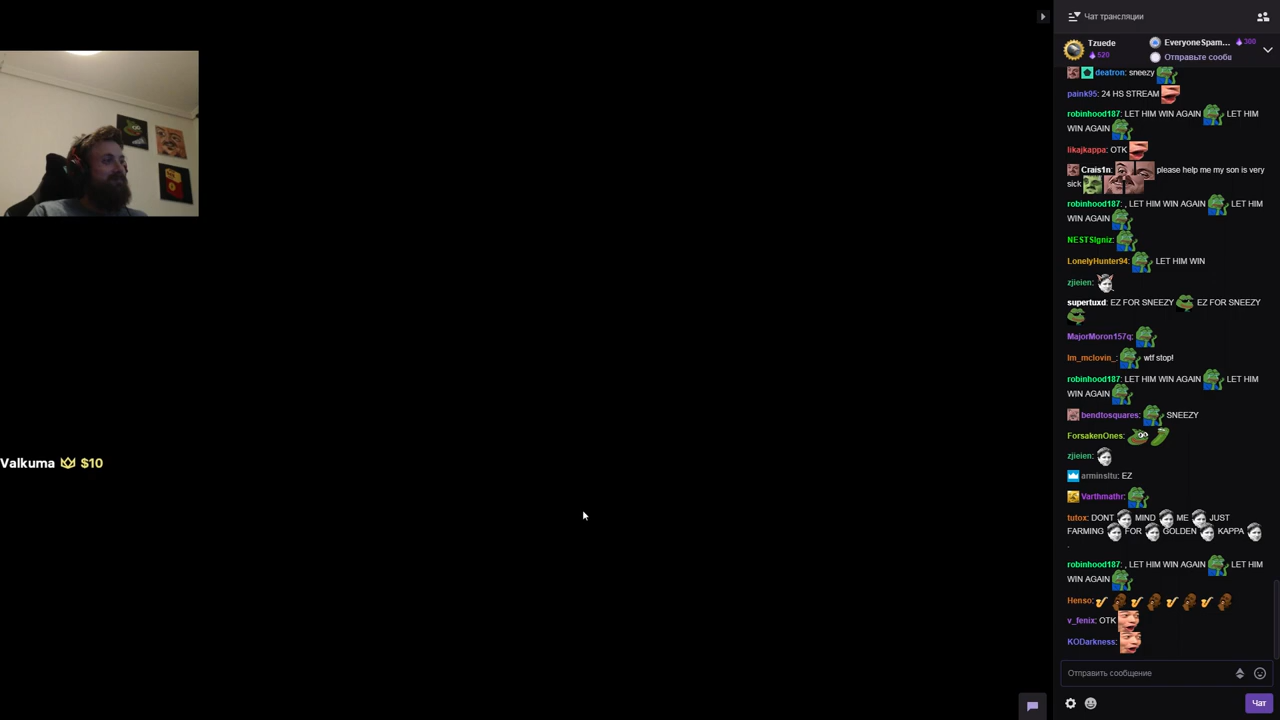 Чат трансляции
Tzuede
520
EveryoneSpam... 300
Отправьте сообщ
deatron: sneezy
paink95: 24 HS STREAM
robinhood187: LET HIM WIN AGAIN LET HIM
WIN AGAIN
likajkappa: OTK
Crais1n: please help me my son is very
sick
robinhood187: , LET HIM WIN AGAIN LET HIM
WIN AGAIN
NESTSIgniz:
LonelyHunter94: LET HIM WIN
zjieien:
supertuxd: EZ FOR SNEEZY EZ FOR SNEEZY
MajorMoron157q:
Im_mclovin_: wtf stop!
robinhood187: LET HIM WIN AGAIN LET HIM
WIN AGAIN
bendtosquares: SNEEZY
ForsakenOnes:
Valkuma $10
zjieien:
arminsltu: EZ
Varthmathr:
tutox: DONT MIND ME JUST
FARMING FOR GOLDEN KAPPA
.
robinhood187: , LET HIM WIN AGAIN LET HIM
WIN AGAIN
Henso:
v_fenix: OTK
KODarkness:
Отправить сообщение
Чат